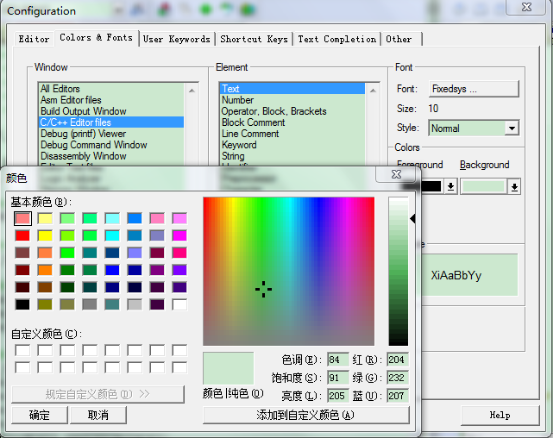 Configuration
Editor
Colors & Fonts
User Keywords
Shortcut Keys
Text Completion
Other
Window
All Editors
Asm Editor files
Build Output Window
C/C++ Editor files
Debug (printf) Viewer
Debug Command Window
Disassembly Window
Element
Text
Number
Operator, Block, Brackets
Block Comment
Line Comment
Keyword
String
Font
Font: Fixedsys ...
Size: 10
Style: Normal
Colors
Background
XiAaBbYy
Help
颜色
基本颜色(B):
自定义颜色(C):
规定自定义颜色(D) >>
确定
取消
颜色|纯色(O)
色调(E): 84 红(R): 204
饱和度(S): 91 绿(G): 232
亮度(L): 205 蓝(U): 207
添加到自定义颜色(A)